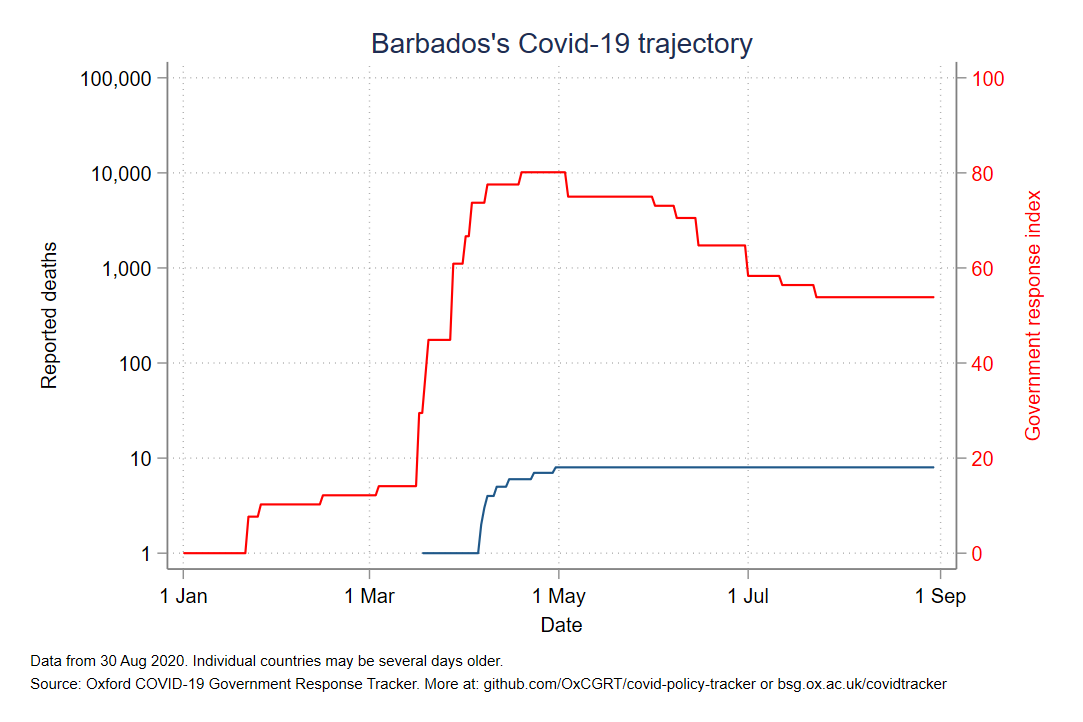 Barbados's Covid-19 trajectory
100,000
10,000
1,000
100
10
1
Reported deaths
100
80
60
40
20
0
Government response index
1 Jan
1 Mar
1 May
1 Jul
1 Sep
Date
Data from 30 Aug 2020. Individual countries may be several days older.
Source: Oxford COVID-19 Government Response Tracker. More at: github.com/OxCGRT/covid-policy-tracker or bsg.ox.ac.uk/covidtracker